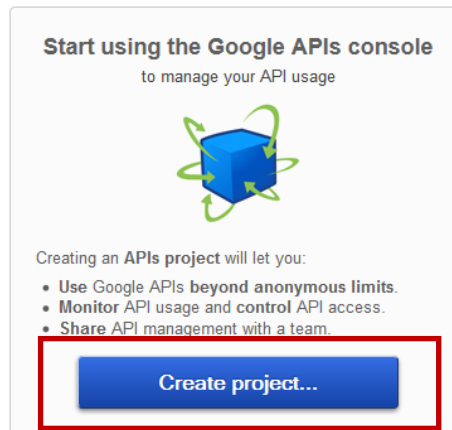 Start using the Google APIs console
to manage your API usage
Creating an APIs project will let you:
• Use Google APIs beyond anonymous limits.
• Monitor API usage and control API access.
• Share API management with a team.
Create project...